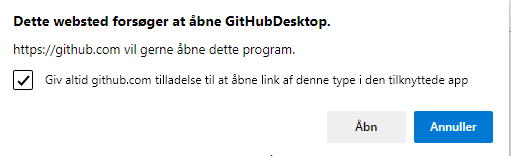 Dette websted forsøger at åbne GitHubDesktop.
https://github.com vil gerne åbne dette program.
Giv altid github.com tilladelse til at åbne link af denne type i den tilknyttede app
Åbn
Annuller